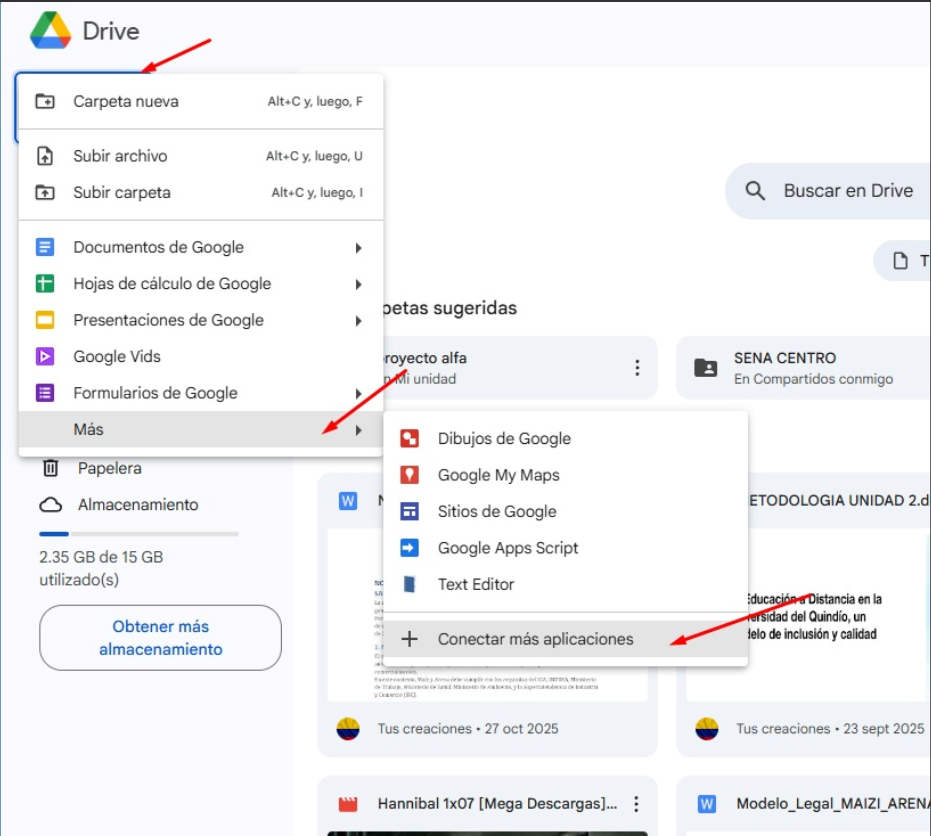 Drive
Carpeta nueva
Alt+C y, luego, F
Subir archivo
Alt+C y, luego, U
Subir carpeta
Alt+C y, luego, I
Documentos de Google
Hojas de cálculo de Google
Presentaciones de Google
Google Vids
Formularios de Google
Más
Papelera
Almacenamiento
2.35 GB de 15 GB
utilizado(s)
Obtener más
almacenamiento
Buscar en Drive
T
petas sugeridas
royecto alfa
n Mi unidad
SENA CENTRO
En Compartidos conmigo
Dibujos de Google
Google My Maps
Sitios de Google
Google Apps Script
Text Editor
Conectar más aplicaciones
W
ETODOLOGIA UNIDAD 2.d
Educación a Distancia en la
ersidad del Quindío, un
elo de inclusión y calidad
Tus creaciones • 27 oct 2025
Tus creaciones • 23 sept 2025
Hannibal 1x07 [Mega Descargas]...
W
Modelo_Legal_MAIZI_ARENA